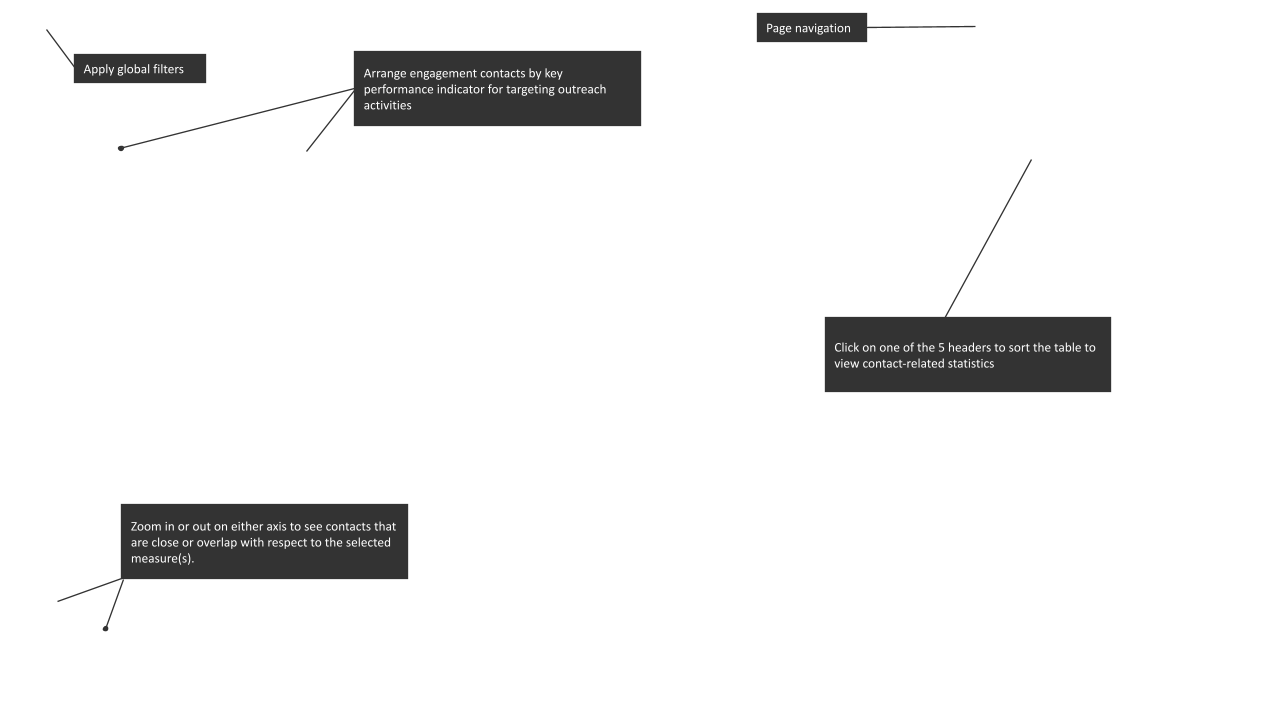 Page navigation
Apply global filters
Arrange engagement contacts by key
performance indicator for targeting outreach
activities
Click on one of the 5 headers to sort the table to
view contact-related statistics
Zoom in or out on either axis to see contacts that
are close or overlap with respect to the selected
measure(s).